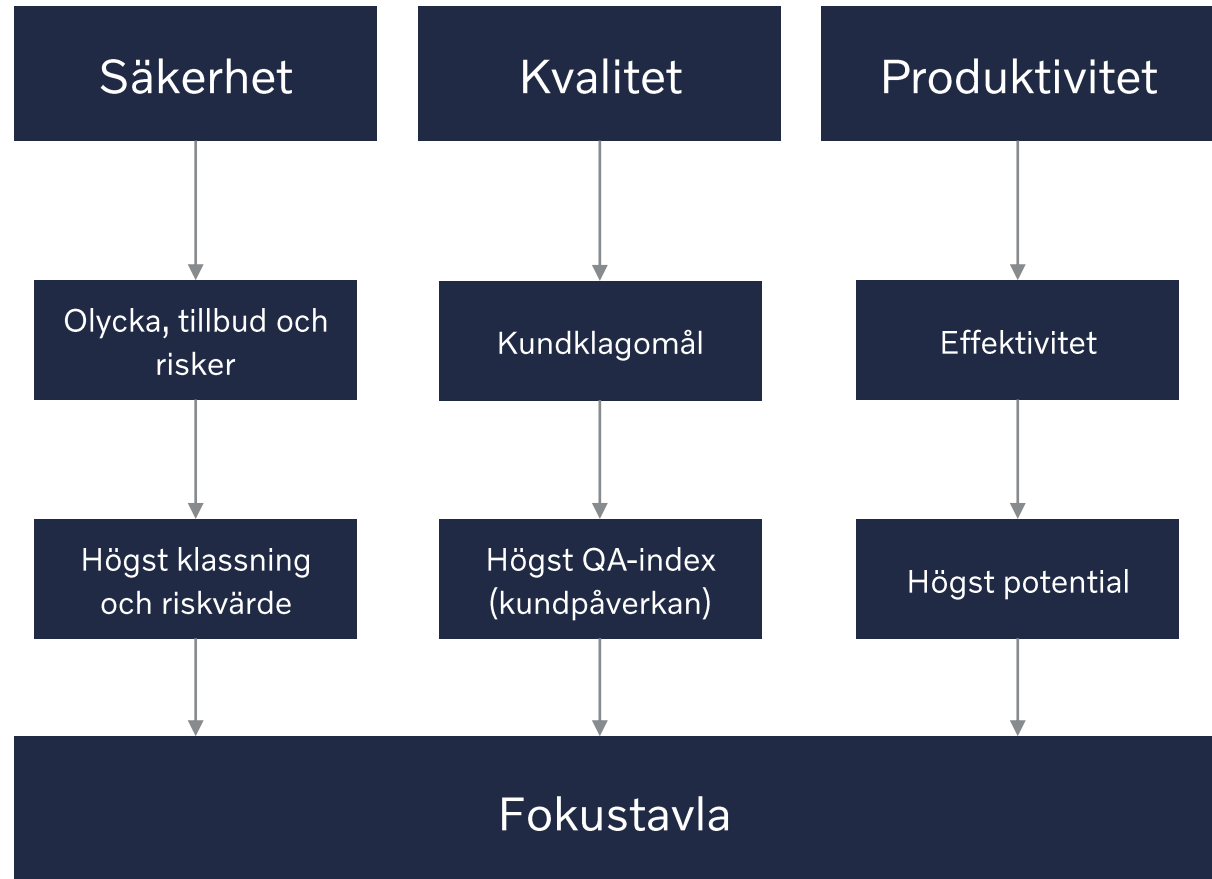 Säkerhet
Kvalitet
Produktivitet
Olycka, tillbud och
risker
Kundklagomål
Effektivitet
Högst klassning
och riskvärde
Högst QA-index
(kundpåverkan)
Högst potential
Fokustavla